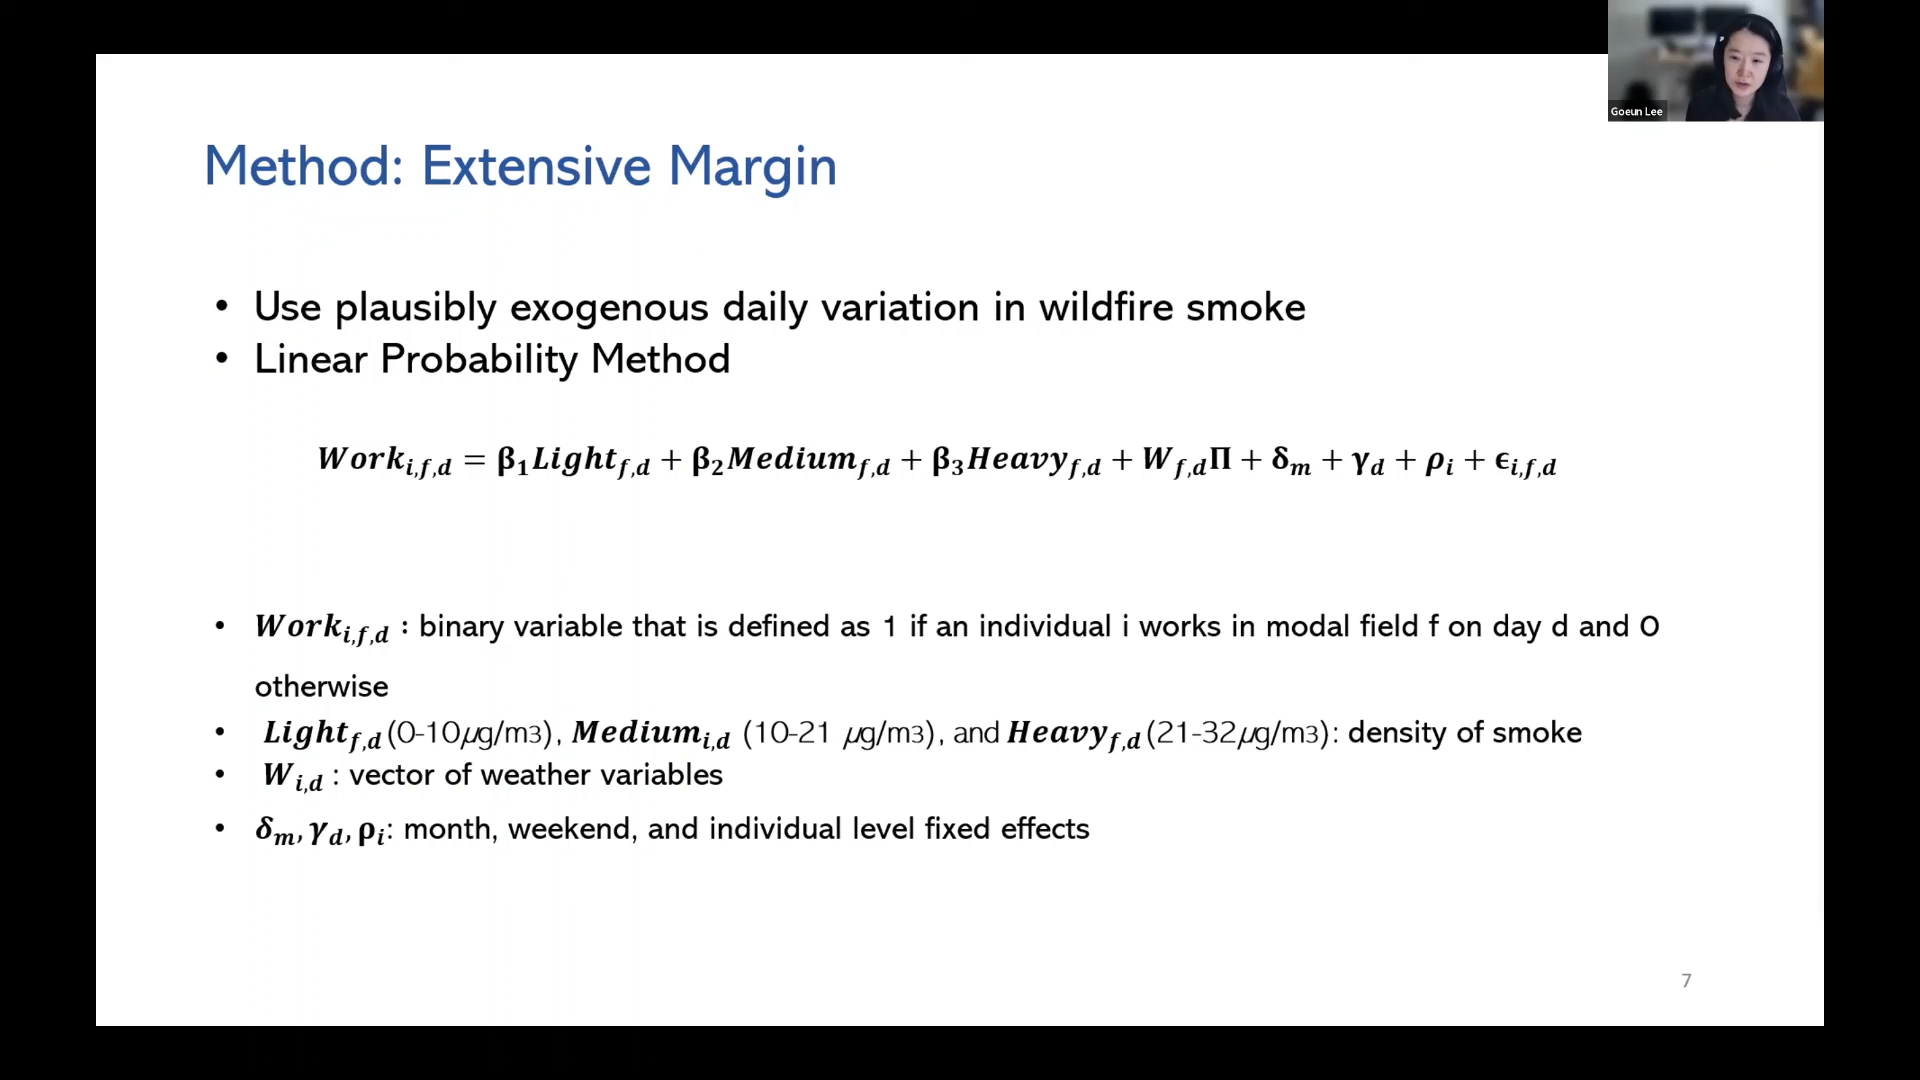 Goeun Lee
Method: Extensive Margin
• Use plausibly exogenous daily variation in wildfire smoke
• Linear Probability Method
Work_{i,f,d} = β₁Light_{f,d} + β₂Medium_{f,d} + β₃Heavy_{f,d} + W_{f,d}Π + δ_m + γ_d + ρ_i + ϵ_{i,f,d}
• Work_{i,f,d} : binary variable that is defined as 1 if an individual i works in modal field f on day d and 0
otherwise
• Light_{f,d} (0-10μg/m3), Medium_{i,d} (10-21 μg/m3), and Heavy_{f,d} (21-32μg/m3): density of smoke
• W_{i,d} : vector of weather variables
• δ_m, γ_d, ρ_i: month, weekend, and individual level fixed effects
7